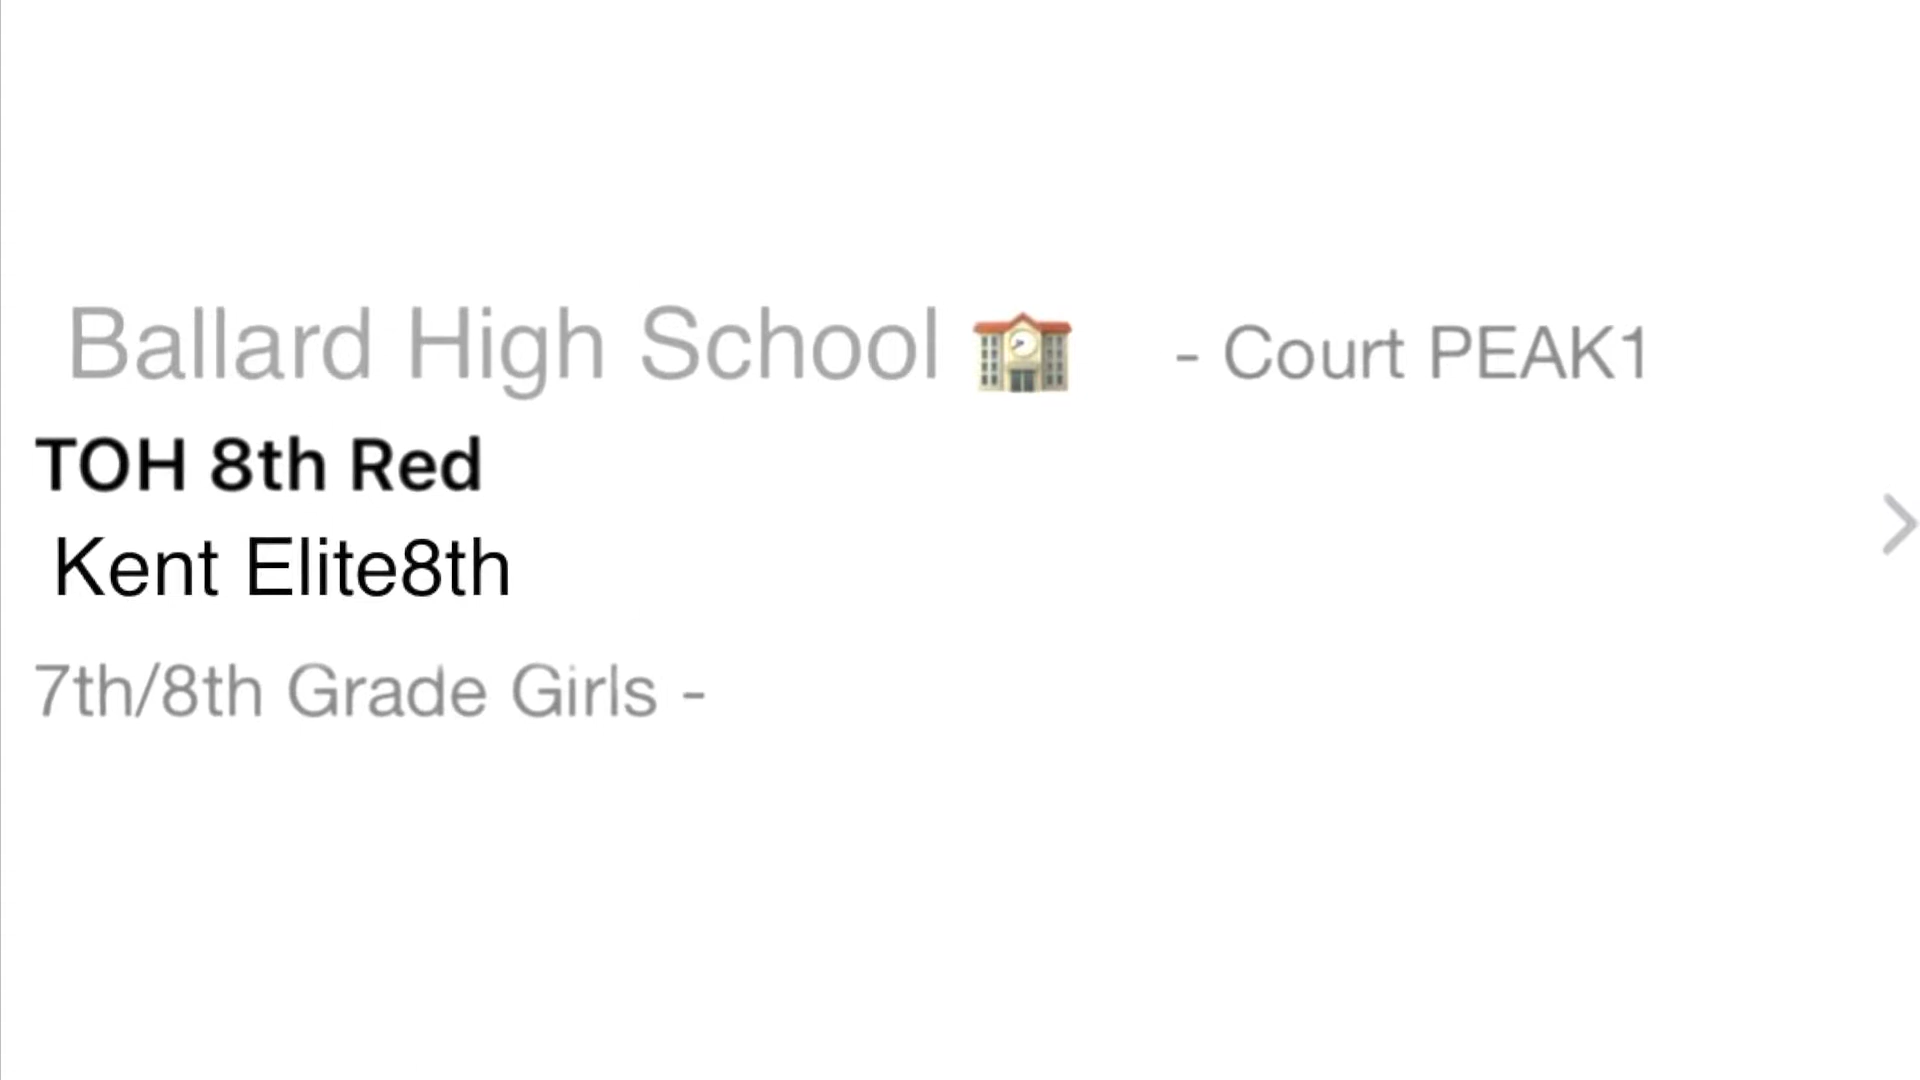 Ballard High School 🏫 - Court PEAK1
TOH 8th Red
Kent Elite8th
7th/8th Grade Girls -